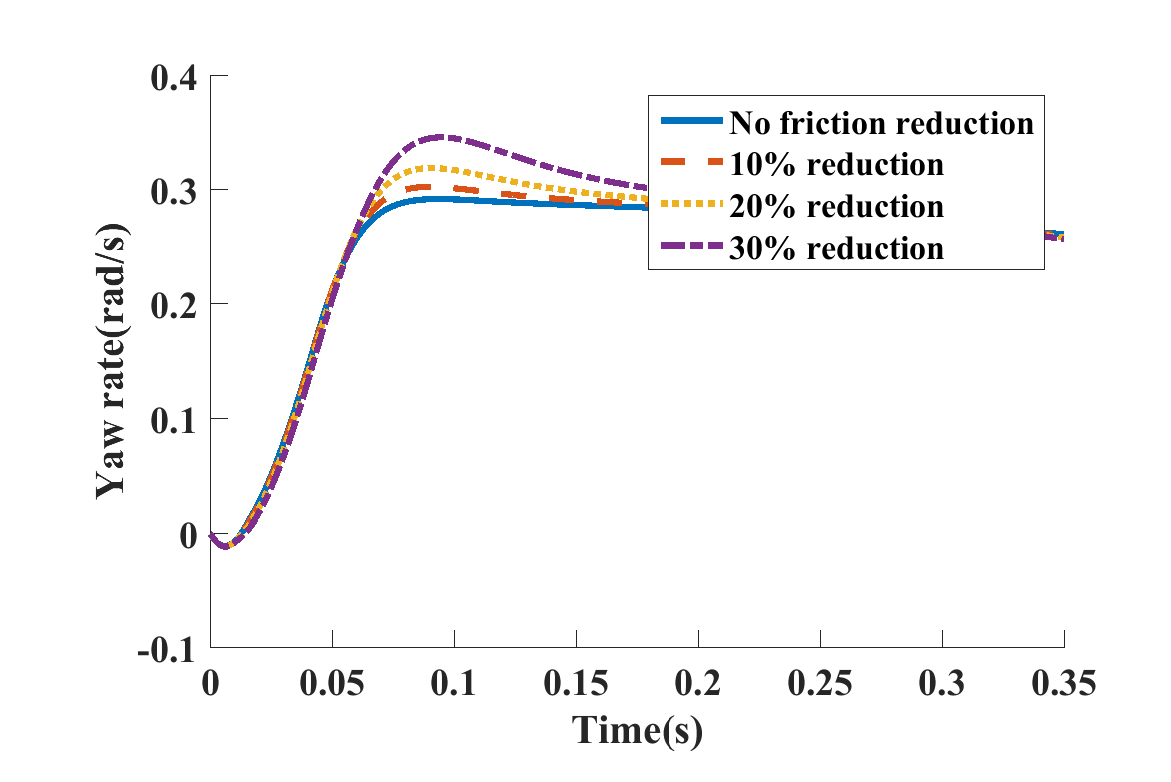 0.4
0.3
0.2
0.1
0
-0.1
Yaw rate(rad/s)
No friction reduction
10% reduction
20% reduction
30% reduction
0 0.05 0.1 0.15 0.2 0.25 0.3 0.35
Time(s)